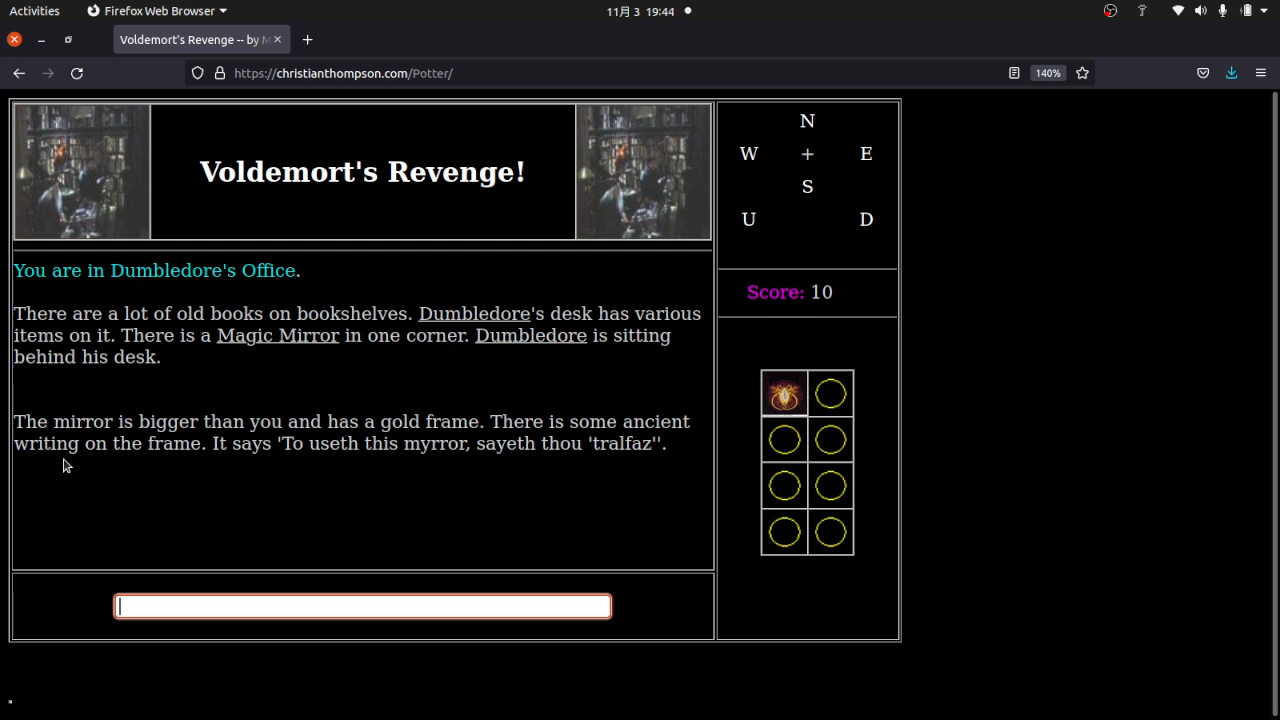 Activities
Firefox Web Browser
11月 3 19:44
Voldemort's Revenge -- by M
https://christianthompson.com/Potter/
140%
Voldemort's Revenge!
N
W + E
S
U D
Score: 10
You are in Dumbledore's Office.
There are a lot of old books on bookshelves. Dumbledore's desk has various
items on it. There is a Magic Mirror in one corner. Dumbledore is sitting
behind his desk.
The mirror is bigger than you and has a gold frame. There is some ancient
writing on the frame. It says 'To useth this myrror, sayeth thou 'tralfaz''.